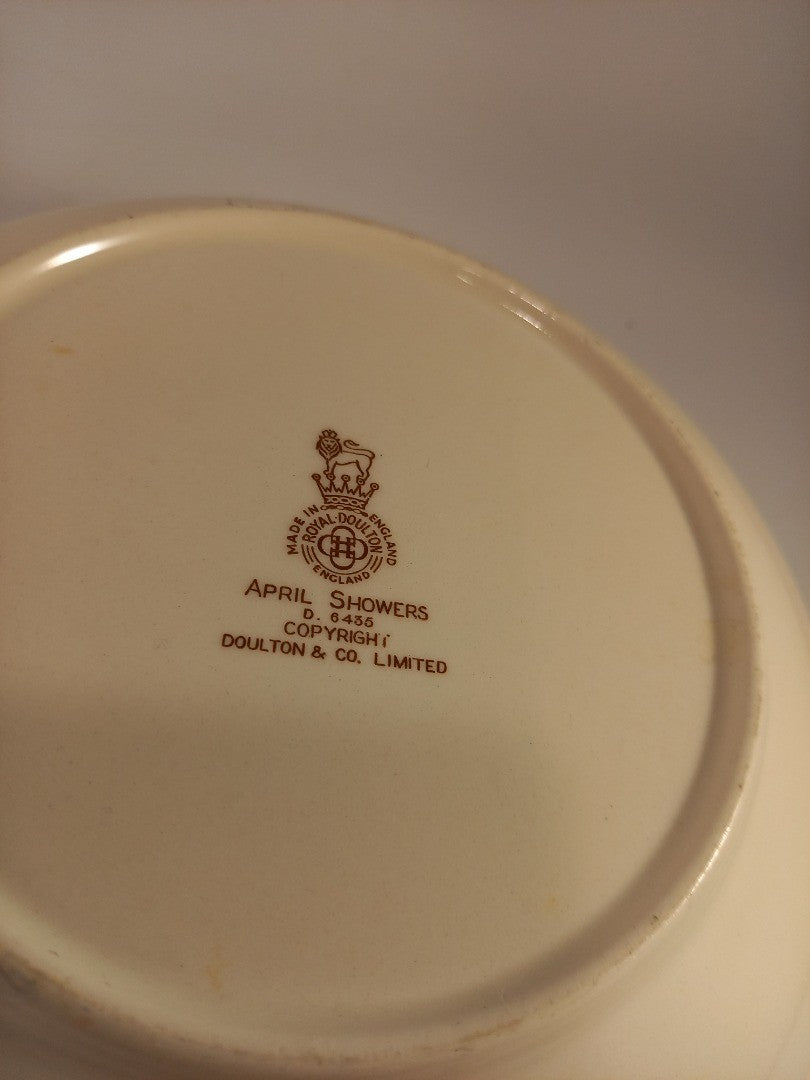 MADE IN ENGLAND
ROYAL·DOULTON
ENGLAND
APRIL SHOWERS
D. 6435
COPYRIGHT
DOULTON & CO. LIMITED